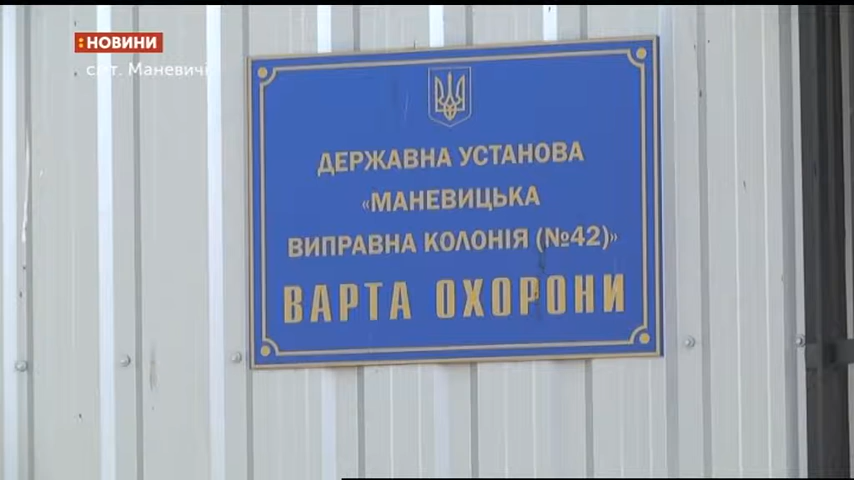 :НОВИНИ
смт. Маневичі
ДЕРЖАВНА УСТАНОВА
«МАНЕВИЦЬКА
ВИПРАВНА КОЛОНІЯ (№42)»
ВАРТА ОХОРОНИ